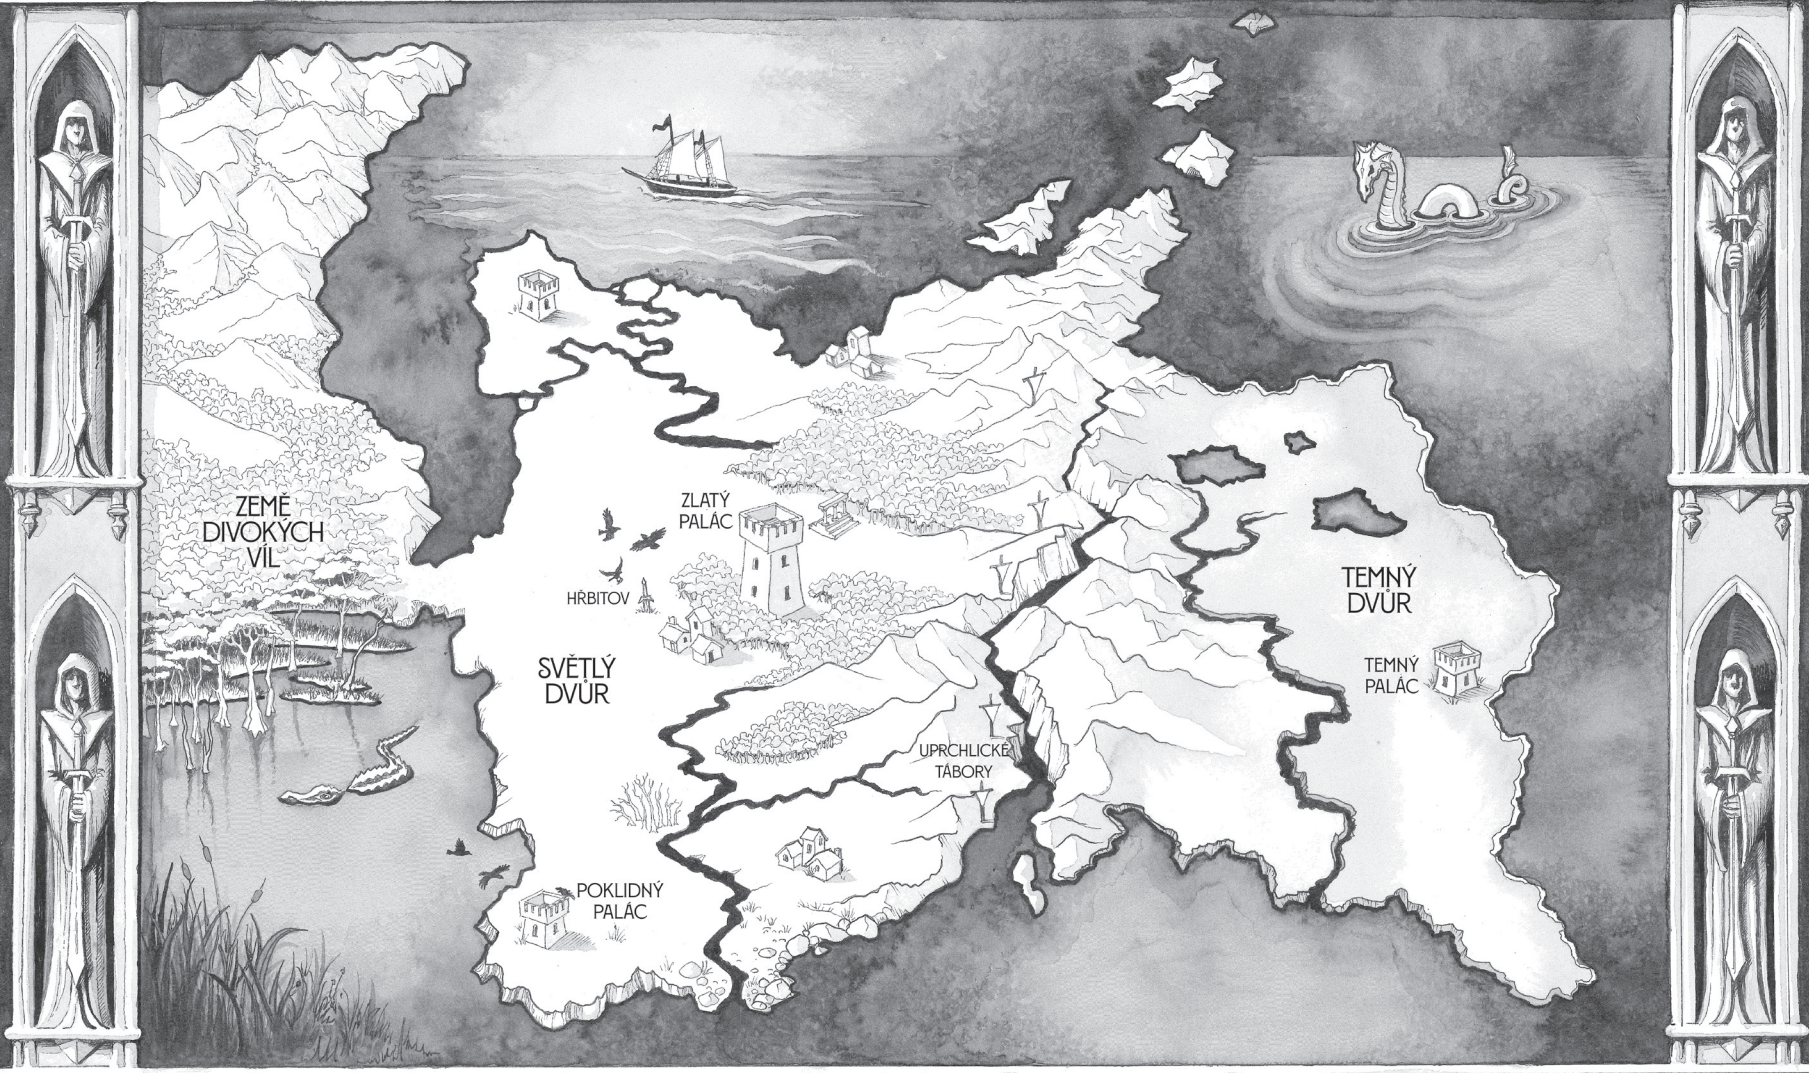 ZEMĚ
DIVOKÝCH
VÍL
ZLATÝ
PALÁC
HŘBITOV
SVĚTLÝ
DVŮR
UPRCHLICKÉ
TÁBORY
POKLIDNÝ
PALÁC
TEMNÝ
DVŮR
TEMNÝ
PALÁC